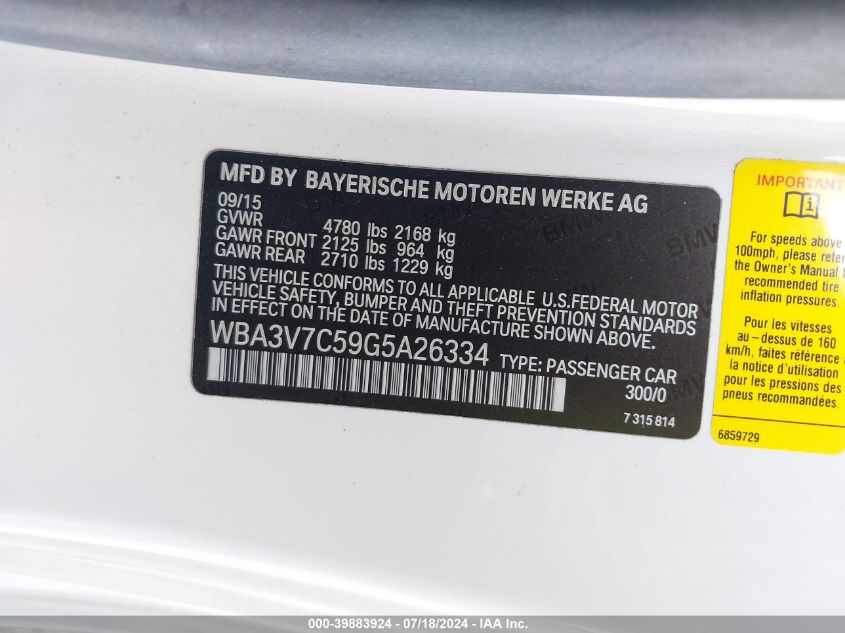 MFD BY BAYERISCHE MOTOREN WERKE AG
09/15
GVWR 4780 lbs 2168 kg
GAWR FRONT 2125 lbs 964 kg
GAWR REAR 2710 lbs 1229 kg
THIS VEHICLE CONFORMS TO ALL APPLICABLE U.S.FEDERAL MOTOR
VEHICLE SAFETY, BUMPER AND THEFT PREVENTION STANDARDS
IN EFFECT ON THE DATE OF MANUFACTURE SHOWN ABOVE.
WBA3V7C59G5A26334 TYPE: PASSENGER CAR
300/0
7 315 814
IMPORTANT
For speeds above
100mph, please refer
the Owner's Manual
recommended tire
inflation pressures.
Pour les vitesses
au-dessus de 160
km/h, faites référence
la notice d'utilisation
pour les pressions des
pneus recommandées.
6859729
000-39883924 - 07/18/2024 - IAA Inc.